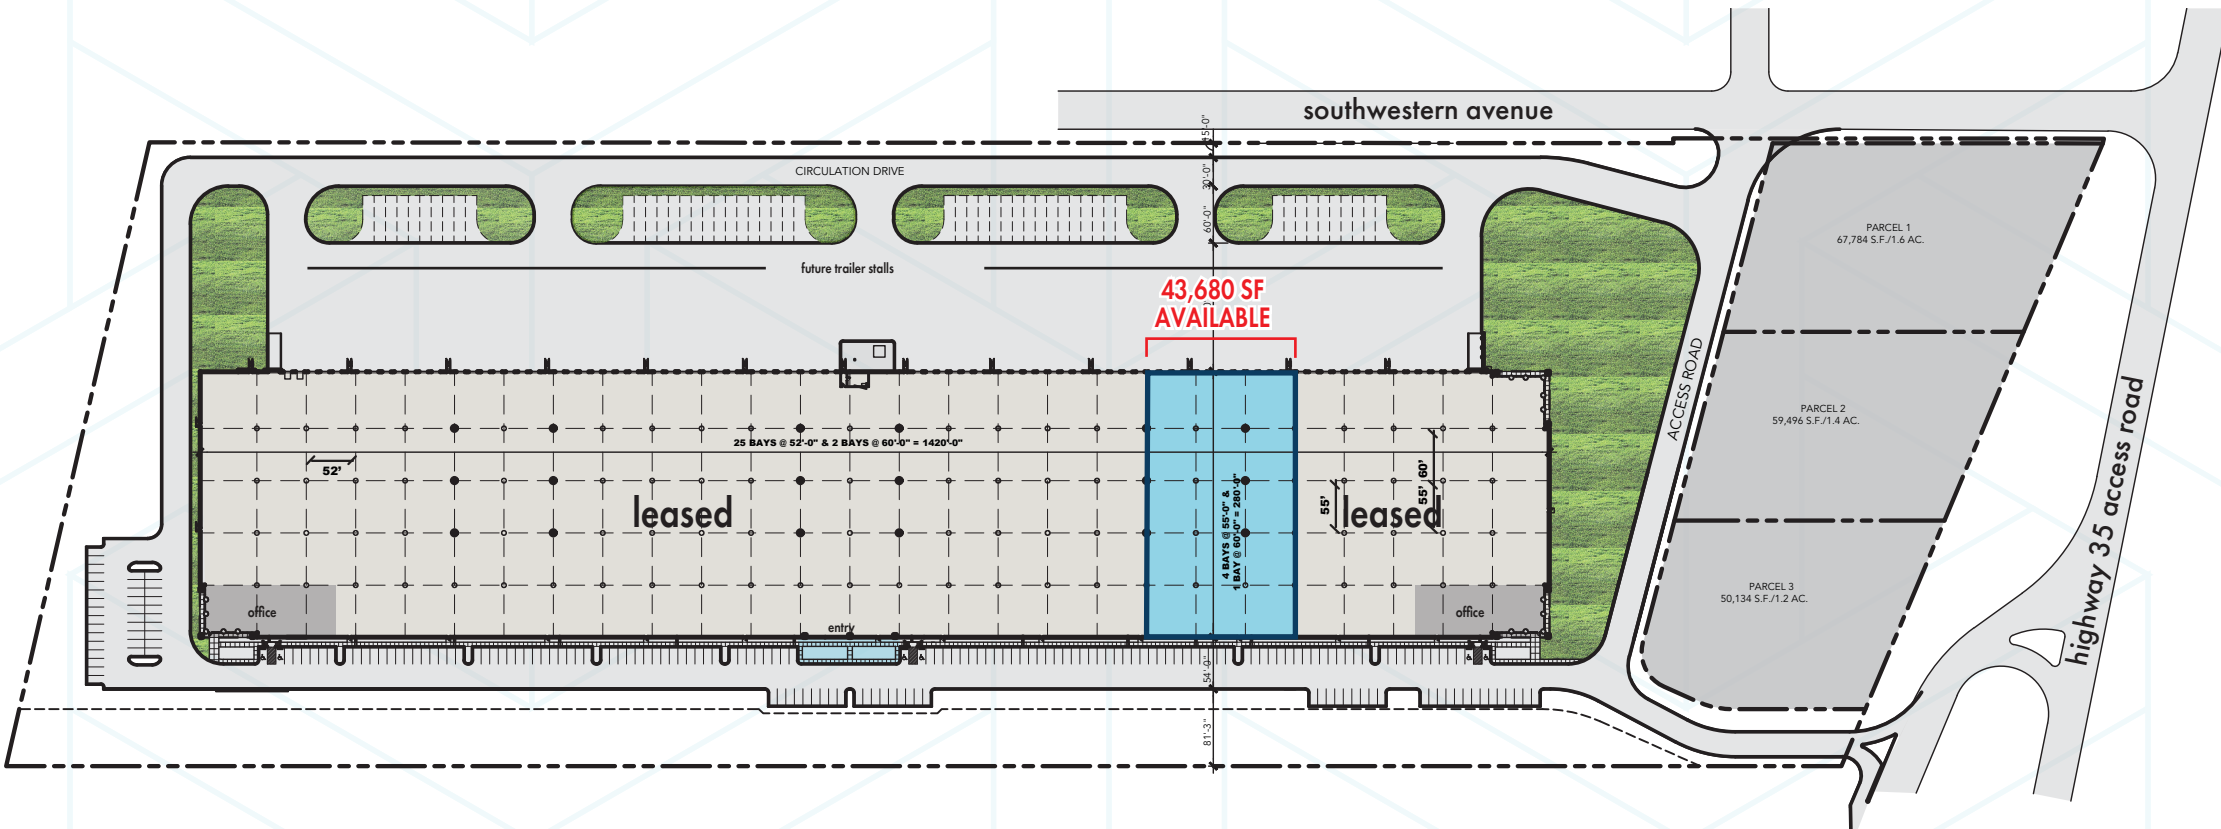 southwestern avenue
15'-0"
CIRCULATION DRIVE
30'-0"
60'-0"
future trailer stalls
43,680 SF
AVAILABLE
25 BAYS @ 52'-0" & 2 BAYS @ 60'-0" = 1420'-0"
52'
leased
4 BAYS @ 55'-0" &
1 BAY @ 60'-0" = 280'-0"
55'
60'
55'
leased
office
entry
office
54'-0"
81'-3"
ACCESS ROAD
PARCEL 1
67,784 S.F./1.6 AC.
PARCEL 2
59,496 S.F./1.4 AC.
PARCEL 3
50,134 S.F./1.2 AC.
highway 35 access road